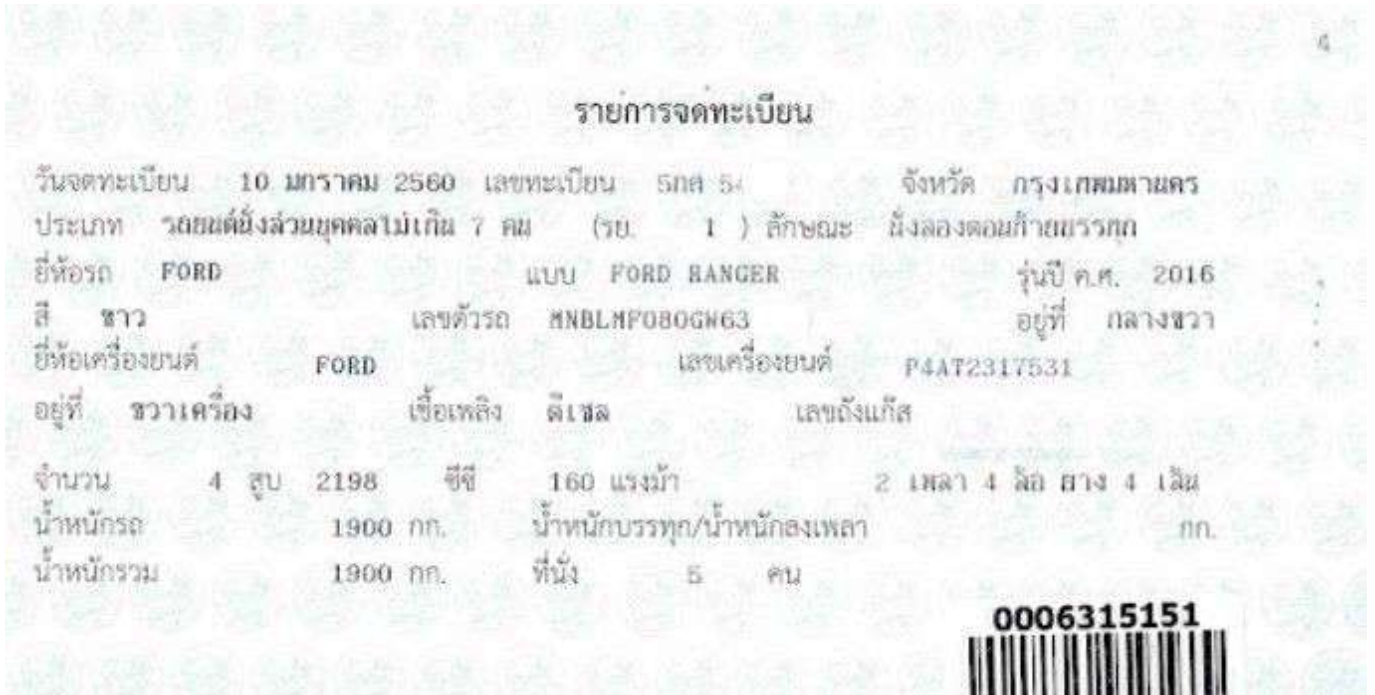 4
รายการจดทะเบียน
วันจดทะเบียน 10 มกราคม 2560 เลขทะเบียน 5กศ 54 จังหวัด กรุงเทพมหานคร
ประเภท รถยนต์นั่งส่วนบุคคลไม่เกิน 7 คน (รย. 1 ) ลักษณะ นั่งสองตอนท้ายบรรทุก
ยี่ห้อรถ FORD แบบ FORD RANGER รุ่นปี ค.ศ. 2016
สี ขาว เลขตัวรถ MNBLMF080GW63 อยู่ที่ กลางขวา
ยี่ห้อเครื่องยนต์ FORD เลขเครื่องยนต์ P4AT2317531
อยู่ที่ ขวาเครื่อง เชื้อเพลิง ดีเซล เลขถังแก๊ส
จำนวน 4 สูบ 2198 ซีซี 160 แรงม้า 2 เพลา 4 ล้อ ยาง 4 เส้น
น้ำหนักรถ 1900 กก. น้ำหนักบรรทุก/น้ำหนักลงเพลา กก.
น้ำหนักรวม 1900 กก. ที่นั่ง 5 คน
0006315151